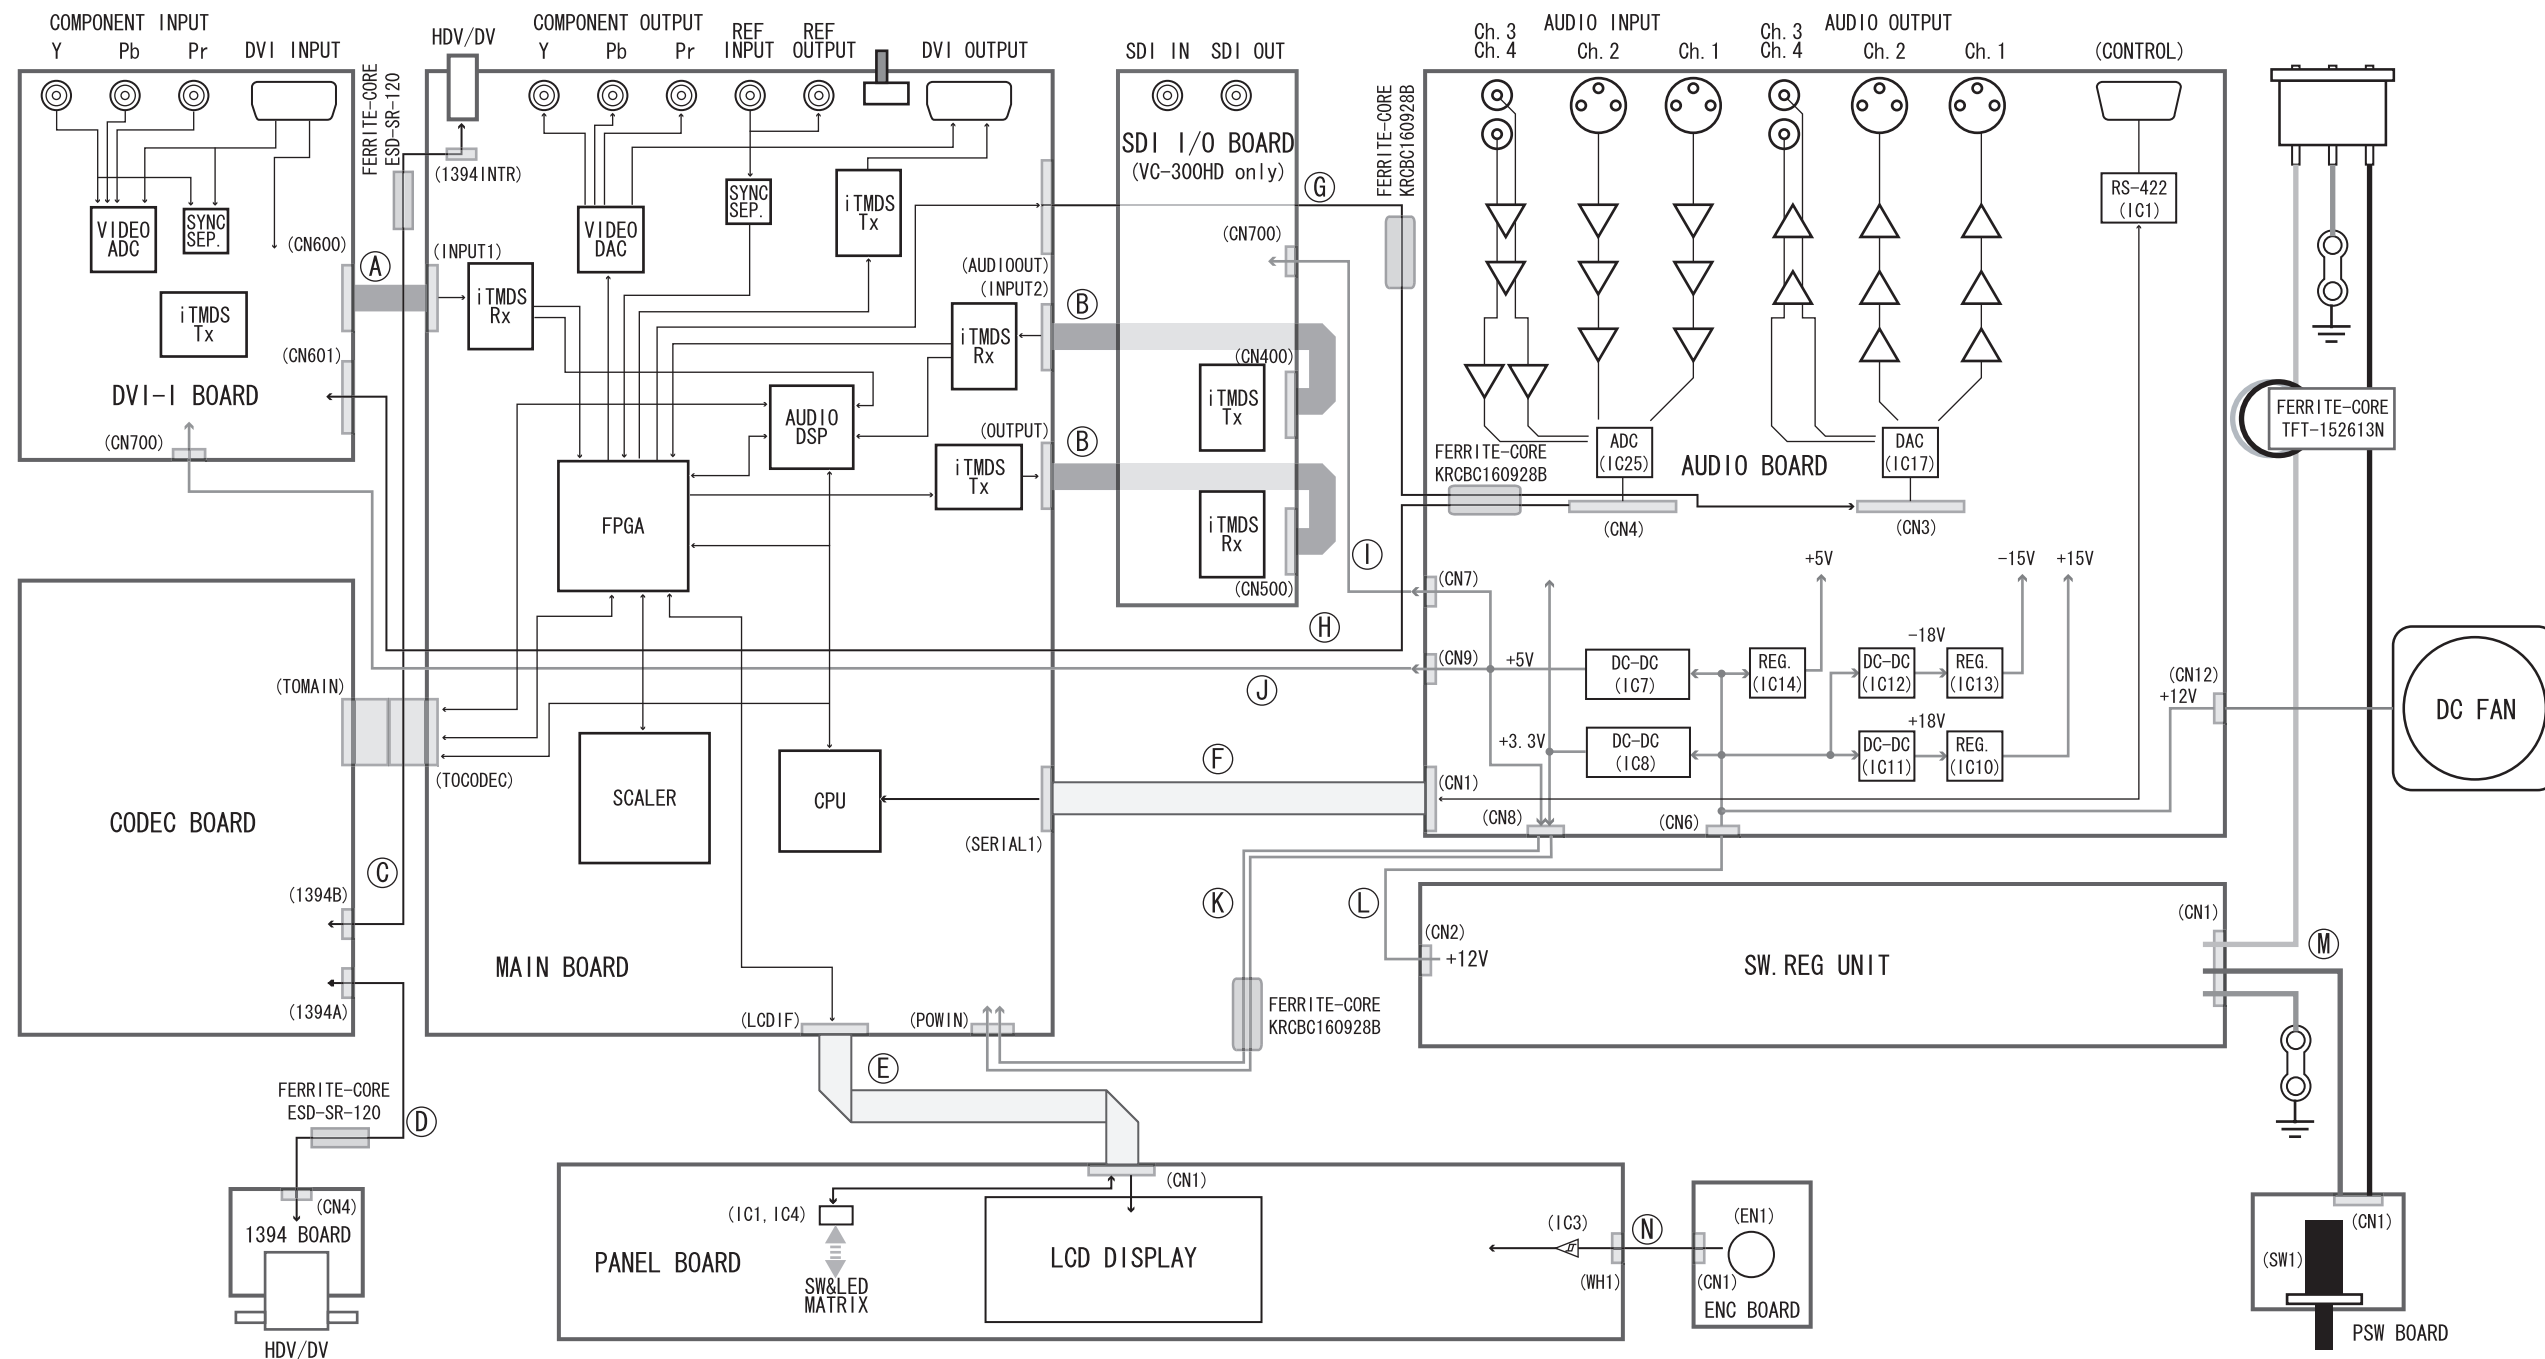 COMPONENT INPUT
Y
Pb
Pr
DVI INPUT
HDV/DV
COMPONENT OUTPUT
Y
Pb
Pr
REF
INPUT
REF
OUTPUT
DVI OUTPUT
SDI IN
SDI OUT
AUDIO INPUT
Ch. 3
Ch. 4
Ch. 2
Ch. 1
AUDIO OUTPUT
Ch. 3
Ch. 4
Ch. 2
Ch. 1
(CONTROL)
FERRITE-CORE
ESD-SR-120
VIDEO
ADC
SYNC
SEP.
(CN600)
iTMDS
Tx
(CN601)
DVI-I BOARD
(CN700)
A
(1394INTR)
(INPUT1)
iTMDS
Rx
VIDEO
DAC
SYNC
SEP.
iTMDS
Tx
(AUDIOOUT)
(INPUT2)
iTMDS
Rx
AUDIO
DSP
(OUTPUT)
iTMDS
Tx
FPGA
SCALER
CPU
(TOCODEC)
(SERIAL1)
MAIN BOARD
(LCDIF)
(POWIN)
B
B
SDI I/O BOARD
(VC-300HD only)
(CN700)
(CN400)
iTMDS
Tx
iTMDS
Rx
(CN500)
G
H
I
J
F
K
L
FERRITE-CORE
KRCBC160928B
FERRITE-CORE
KRCBC160928B
RS-422
(IC1)
ADC
(IC25)
AUDIO BOARD
DAC
(IC17)
(CN4)
(CN3)
(CN7)
(CN9)
+5V
+5V
-15V
+15V
DC-DC
(IC7)
REG.
(IC14)
-18V
DC-DC
(IC12)
REG.
(IC13)
+3.3V
DC-DC
(IC8)
+18V
DC-DC
(IC11)
REG.
(IC10)
(CN12)
+12V
(CN1)
(CN8)
(CN6)
FERRITE-CORE
TFT-152613N
DC FAN
(TOMAIN)
CODEC BOARD
C
(1394B)
(1394A)
(CN2)
+12V
SW.REG UNIT
(CN1)
M
FERRITE-CORE
KRCBC160928B
E
FERRITE-CORE
ESD-SR-120
D
(CN4)
1394 BOARD
HDV/DV
(CN1)
(IC1, IC4)
PANEL BOARD
SW&LED
MATRIX
LCD DISPLAY
(IC3)
(WH1)
N
(EN1)
(CN1)
ENC BOARD
(CN1)
(SW1)
PSW BOARD